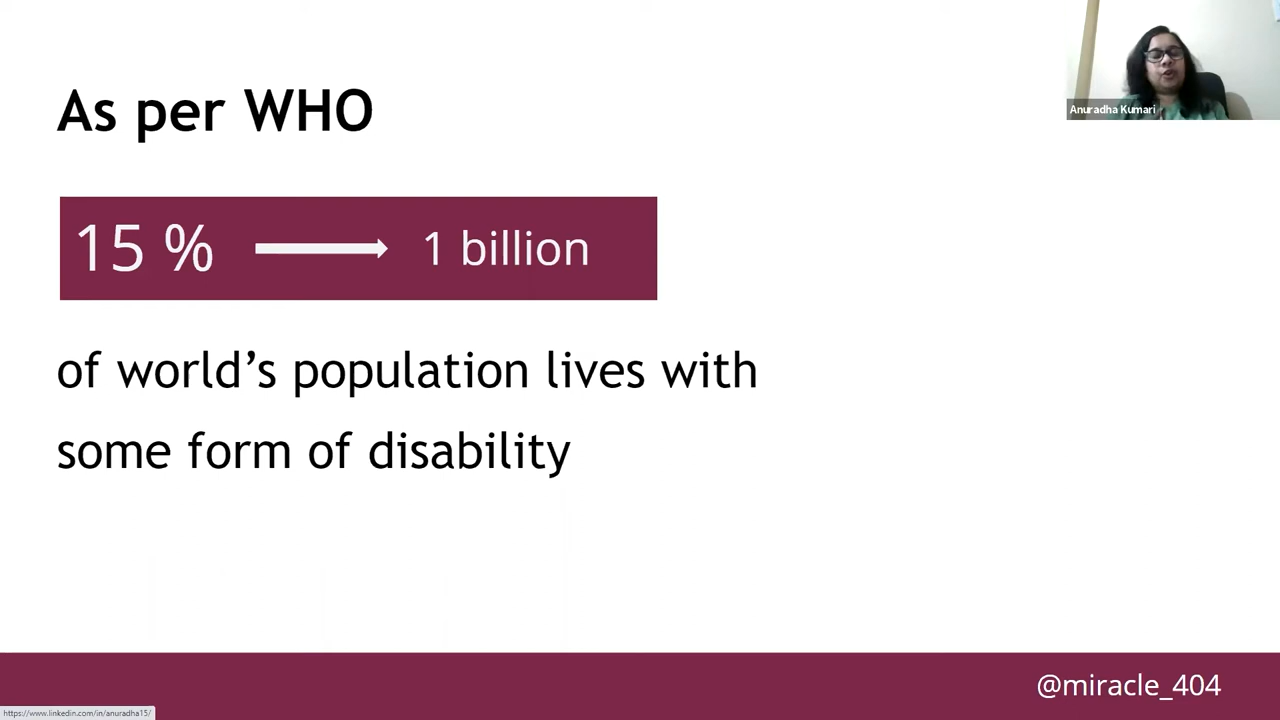 As per WHO
Anuradha Kumari
15 % 1 billion
of world’s population lives with
some form of disability
@miracle_404
https://www.linkedin.com/in/anuradha15/